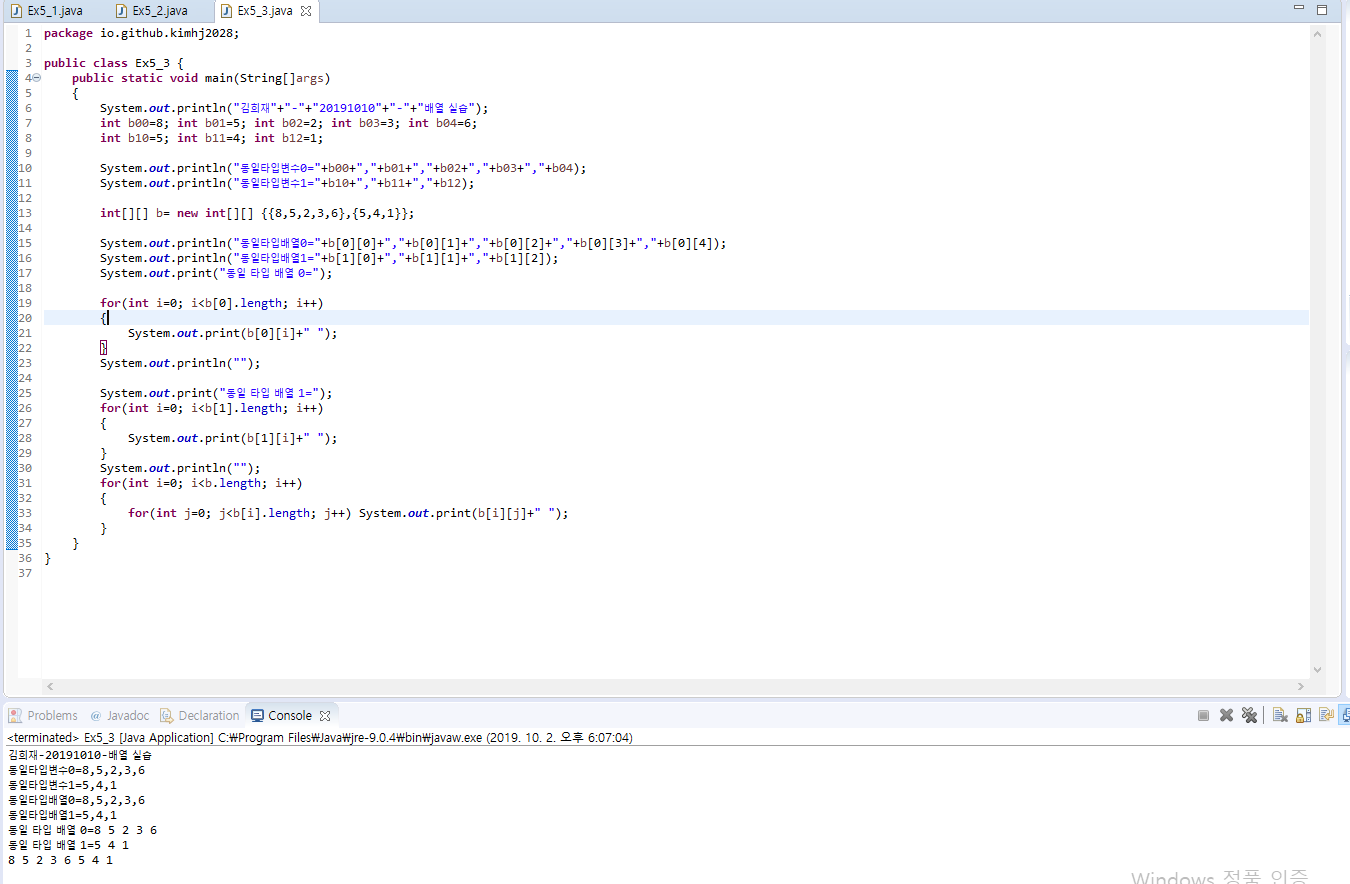 Ex5_1.java Ex5_2.java Ex5_3.java
1 package io.github.kimhj2028;
2
3 public class Ex5_3 {
4 public static void main(String[]args)
5 {
6 System.out.println("김희재"+"-"+"20191010"+"-"+"배열 실습");
7 int b00=8; int b01=5; int b02=2; int b03=3; int b04=6;
8 int b10=5; int b11=4; int b12=1;
9
10 System.out.println("동일타입변수0="+b00+","+b01+","+b02+","+b03+","+b04);
11 System.out.println("동일타입변수1="+b10+","+b11+","+b12);
12
13 int[][] b= new int[][] {{8,5,2,3,6},{5,4,1}};
14
15 System.out.println("동일타입배열0="+b[0][0]+","+b[0][1]+","+b[0][2]+","+b[0][3]+","+b[0][4]);
16 System.out.println("동일타입배열1="+b[1][0]+","+b[1][1]+","+b[1][2]);
17 System.out.print("동일 타입 배열 0=");
18
19 for(int i=0; i<b[0].length; i++)
20 {
21 System.out.print(b[0][i]+" ");
22 }
23 System.out.println("");
24
25 System.out.print("동일 타입 배열 1=");
26 for(int i=0; i<b[1].length; i++)
27 {
28 System.out.print(b[1][i]+" ");
29 }
30 System.out.println("");
31 for(int i=0; i<b.length; i++)
32 {
33 for(int j=0; j<b[i].length; j++) System.out.print(b[i][j]+" ");
34 }
35 }
36 }
37
Problems @ Javadoc Declaration Console
<terminated> Ex5_3 [Java Application] C:₩Program Files₩Java₩jre-9.0.4₩bin₩javaw.exe (2019. 10. 2. 오후 6:07:04)
김희재-20191010-배열 실습
동일타입변수0=8,5,2,3,6
동일타입변수1=5,4,1
동일타입배열0=8,5,2,3,6
동일타입배열1=5,4,1
동일 타입 배열 0=8 5 2 3 6
동일 타입 배열 1=5 4 1
8 5 2 3 6 5 4 1
Windows 정품 인증